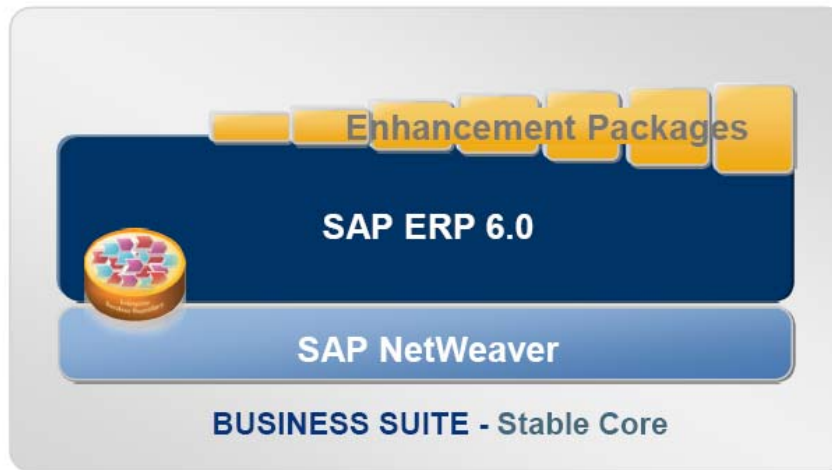 Enhancement Packages
SAP ERP 6.0
SAP NetWeaver
BUSINESS SUITE - Stable Core